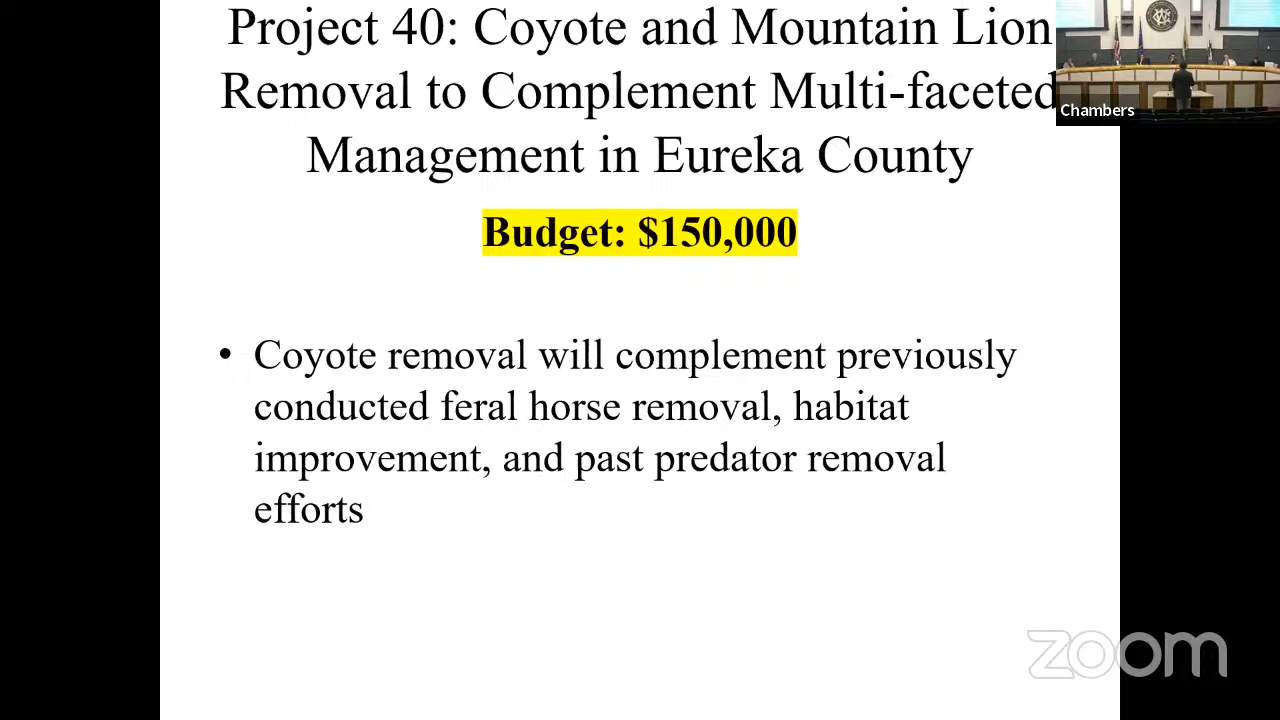 Project 40: Coyote and Mountain Lion
Removal to Complement Multi-faceted
Management in Eureka County
Budget: $150,000
• Coyote removal will complement previously
conducted feral horse removal, habitat
improvement, and past predator removal
efforts
Chambers
zoom